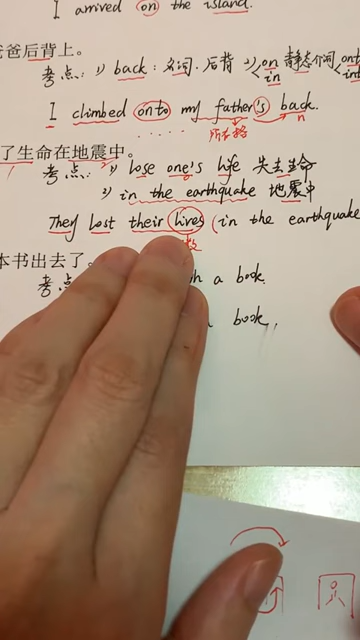 I arrived on the island.
爸后背上。
考点: 1) back: 名词. 后背 2) on 静态介词 onto
in
I climbed onto my father's back.
所有格 n
了生命在地震中。
考点: 1) lose one's life 失去生命
2) in the earthquake 地震中
They lost their lives (in the earthquake
本书出去了。
考点 a book.
book.